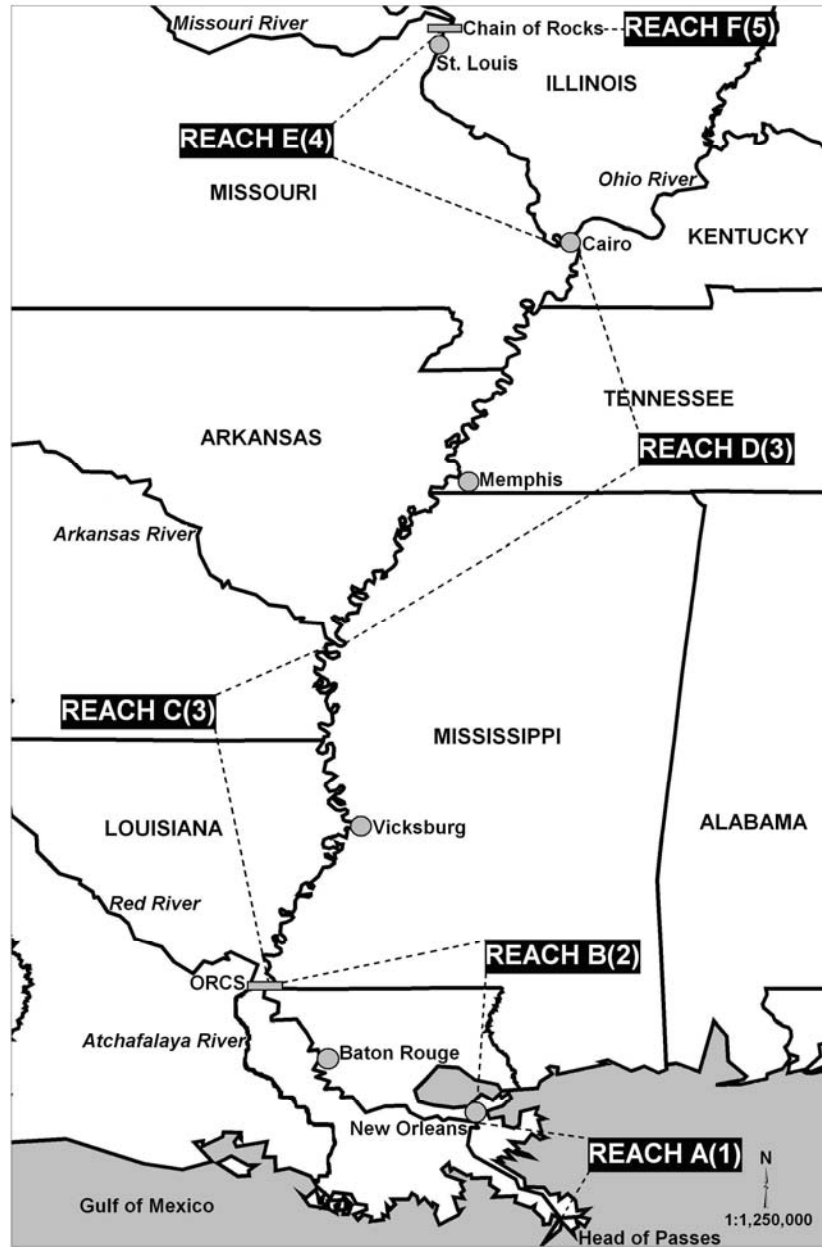 Missouri River
Chain of Rocks
REACH F(5)
St. Louis
ILLINOIS
REACH E(4)
MISSOURI
Ohio River
KENTUCKY
Cairo
TENNESSEE
ARKANSAS
REACH D(3)
Memphis
Arkansas River
REACH C(3)
MISSISSIPPI
LOUISIANA
Vicksburg
ALABAMA
Red River
REACH B(2)
ORCS
Atchafalaya River
Baton Rouge
New Orleans
REACH A(1)
N
Gulf of Mexico
1:1,250,000
Head of Passes